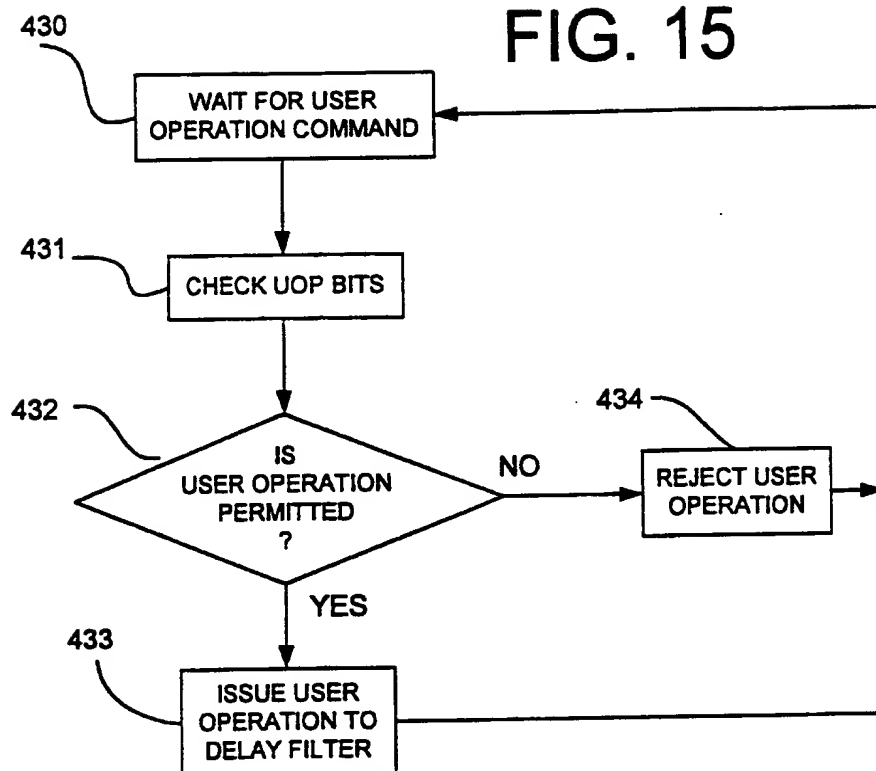 FIG. 15
430
WAIT FOR USER
OPERATION COMMAND
431
CHECK UOP BITS
432
IS
USER OPERATION
PERMITTED
?
NO
434
REJECT USER
OPERATION
YES
433
ISSUE USER
OPERATION TO
DELAY FILTER